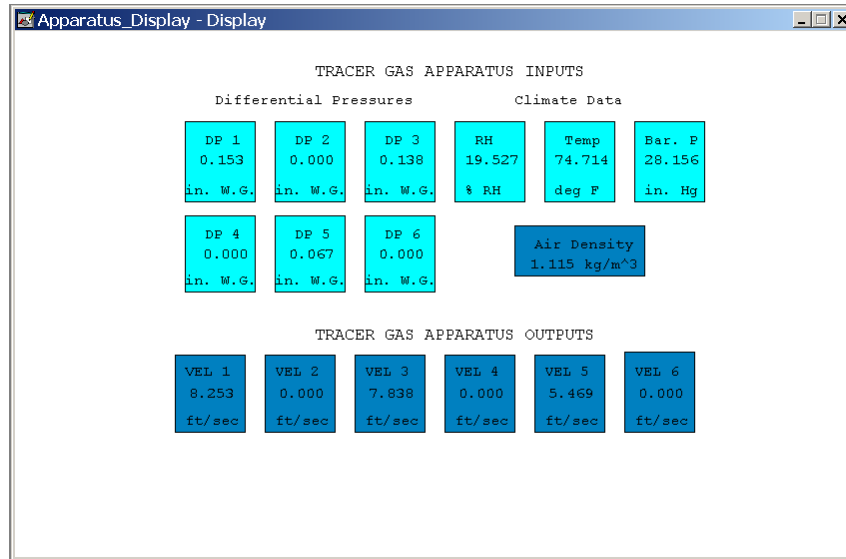 Apparatus_Display - Display
TRACER GAS APPARATUS INPUTS
Differential Pressures Climate Data
DP 1 DP 2 DP 3 RH Temp Bar. P
0.153 0.000 0.138 19.527 74.714 28.156
in. W.G. in. W.G. in. W.G. % RH deg F in. Hg
DP 4 DP 5 DP 6 Air Density
0.000 0.067 0.000 1.115 kg/m^3
in. W.G. in. W.G. in. W.G.
TRACER GAS APPARATUS OUTPUTS
VEL 1 VEL 2 VEL 3 VEL 4 VEL 5 VEL 6
8.253 0.000 7.838 0.000 5.469 0.000
ft/sec ft/sec ft/sec ft/sec ft/sec ft/sec